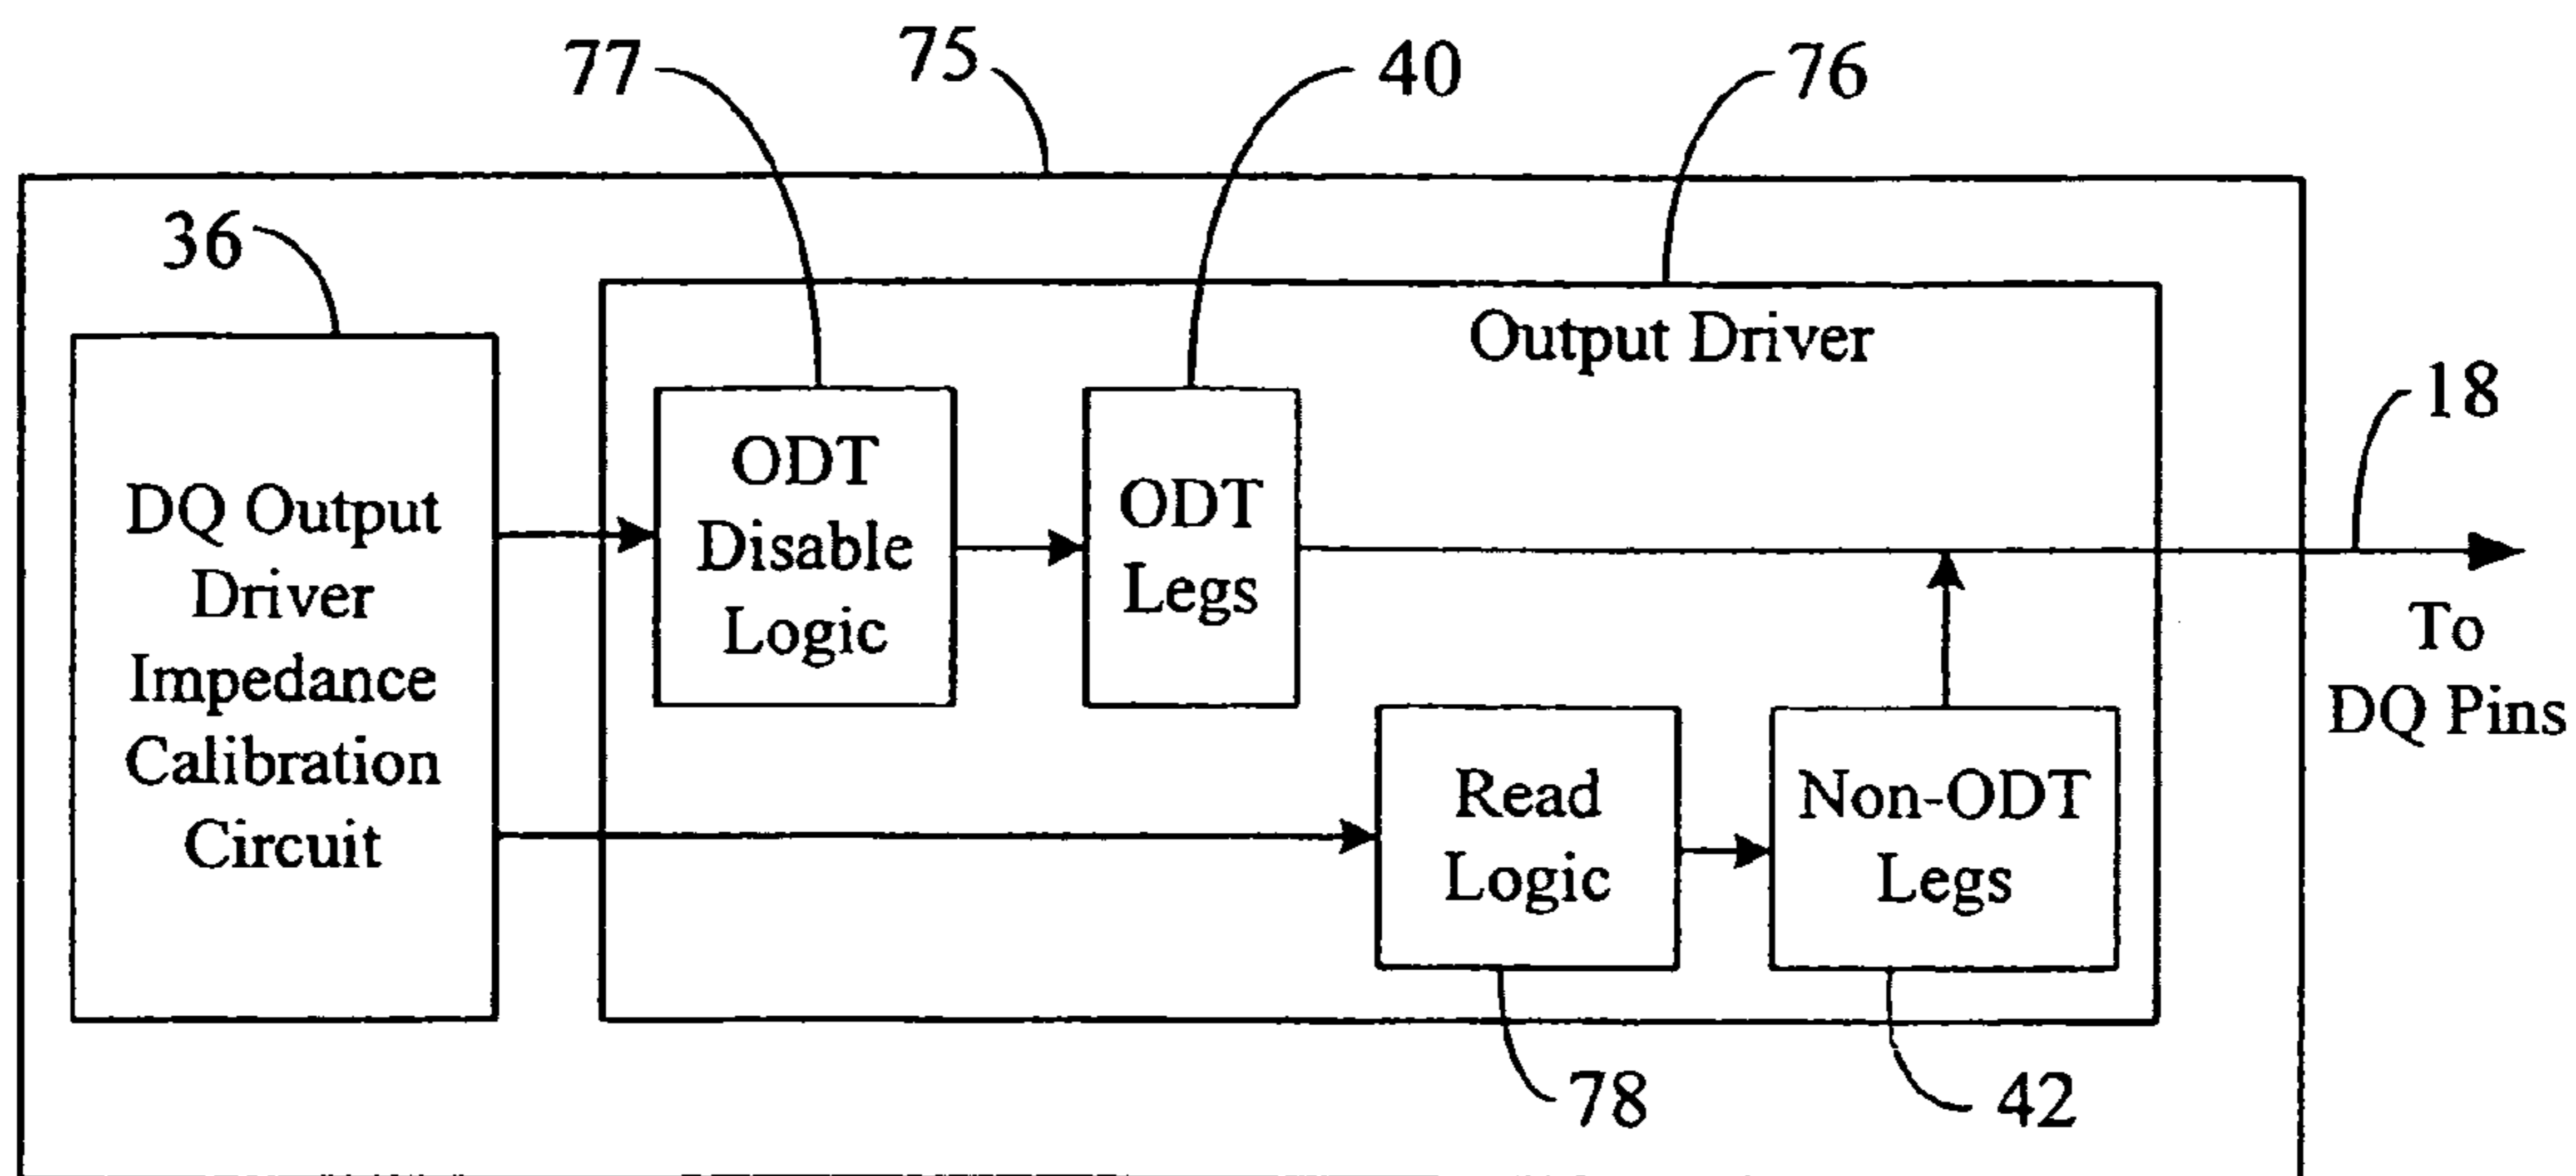 77
75
40
76
36
Output Driver
18
DQ Output
Driver
Impedance
Calibration
Circuit
ODT
Disable
Logic
ODT
Legs
To
DQ Pins
Read
Logic
Non-ODT
Legs
78
42